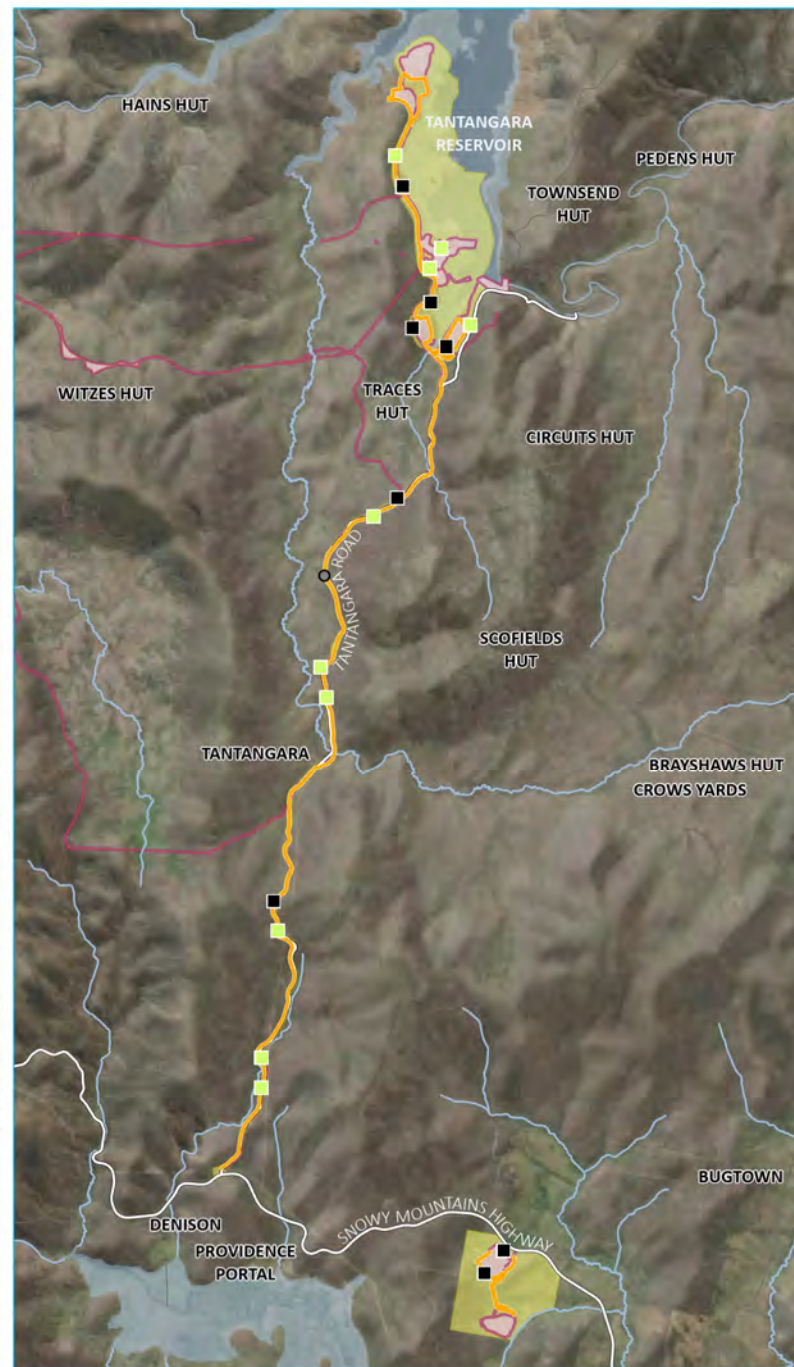 HAINS HUT
TANTANGARA
RESERVOIR
PEDENS HUT
TOWNSEND
HUT
WITZES HUT
TRACES
HUT
CIRCUITS HUT
TANTANGARA ROAD
SCOFIELDS
HUT
TANTANGARA
BRAYSHAWS HUT
CROWS YARDS
BUGTOWN
DENISON
SNOWY MOUNTAINS HIGHWAY
PROVIDENCE
PORTAL